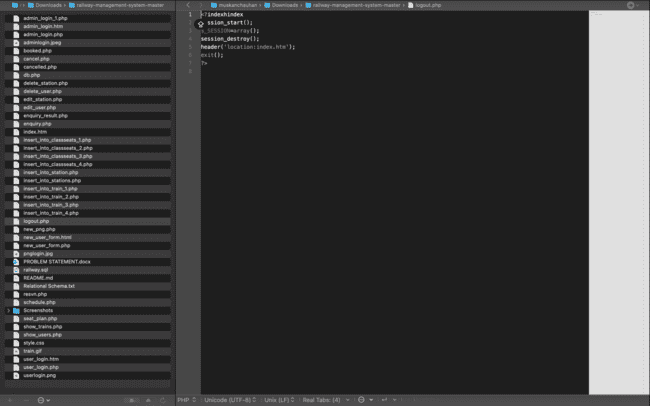 Downloads railway-management-system-master
muskanchauhan Downloads railway-management-system-master logout.php
admin_login_1.php
admin_login.htm
admin_login.php
adminlogin.jpeg
booked.php
cancel.php
cancelled.php
db.php
delete_station.php
delete_user.php
edit_station.php
edit_user.php
enquiry_result.php
enquiry.php
index.htm
insert_into_classseats_1.php
insert_into_classseats_2.php
insert_into_classseats_3.php
insert_into_classseats_4.php
insert_into_station.php
insert_into_stations.php
insert_into_train_1.php
insert_into_train_2.php
insert_into_train_3.php
insert_into_train_4.php
logout.php
new_png.php
new_user_form.html
new_user_form.php
pnglogin.jpg
PROBLEM STATEMENT.docx
railway.sql
README.md
Relational Schema.txt
resvn.php
schedule.php
Screenshots
seat_plan.php
show_trains.php
show_users.php
style.css
train.gif
user_login.htm
user_login.php
userlogin.png
1 <?indexhindex
2 ssion_start();
3 $_SESSION=array();
4 session_destroy();
5 header('location:index.htm');
6 exit();
7 ?>
8
PHP Unicode (UTF-8) Unix (LF) Real Tabs: (4)